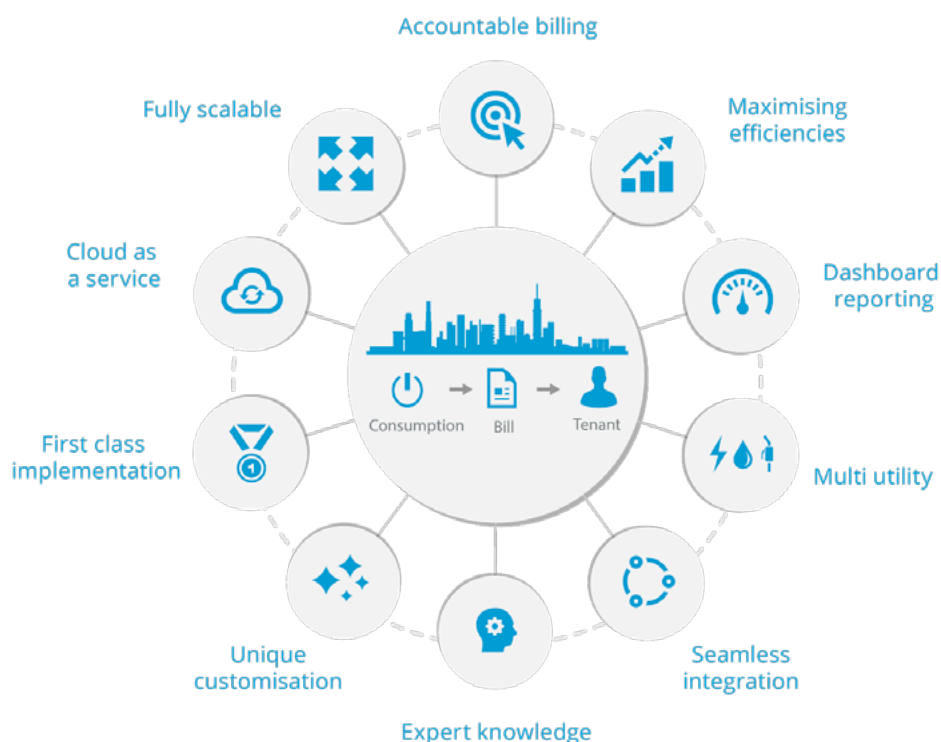 Accountable billing
Maximising
efficiencies
Dashboard
reporting
Multi utility
Seamless
integration
Expert knowledge
Unique
customisation
First class
implementation
Cloud as
a service
Fully scalable
Consumption
Bill
Tenant
1